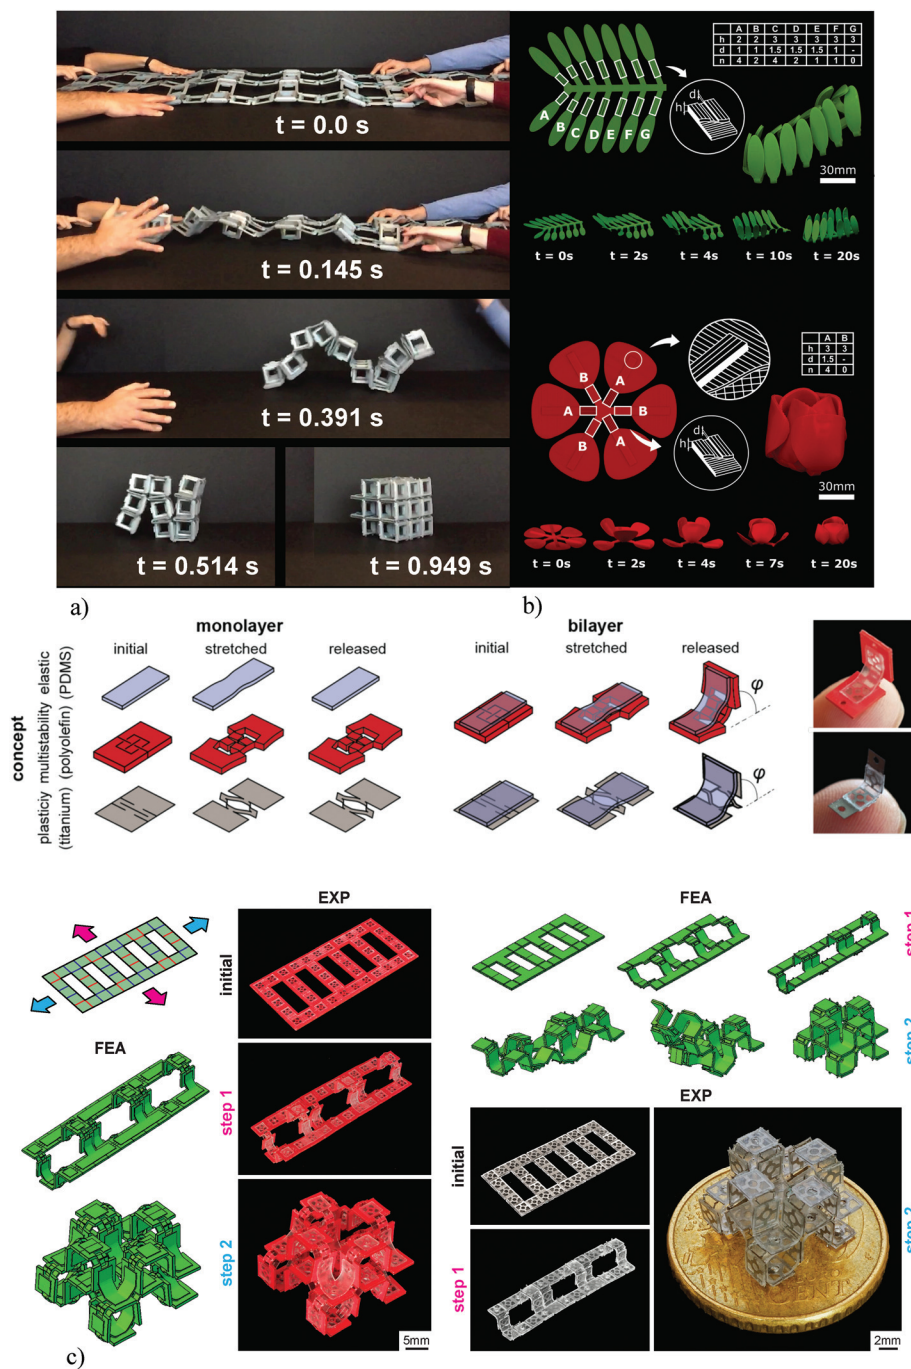 t = 0.0 s
t = 0.145 s
t = 0.391 s
t = 0.514 s
t = 0.949 s
a)
A B C D E F G
h 2 2 3 3 3 3 3
d 1 1 1.5 1.5 1.5 1 -
n 4 2 4 2 1 1 0
d
h
A
B
C
D
E
F
G
30mm
t = 0s t = 2s t = 4s t = 10s t = 20s
A B
h 3 3
d 1.5 -
n 4 0
B
A
A
B
B
A
d
h
30mm
t = 0s t = 2s t = 4s t = 7s t = 20s
b)
monolayer
initial stretched released
bilayer
initial stretched released
concept
plasticiy multistability elastic
(titanium) (polyolefin) (PDMS)
φ
φ
EXP
initial
FEA
step 1
step 2
5mm
FEA
step 1
step 2
EXP
initial
step 1
step 2
2mm
c)